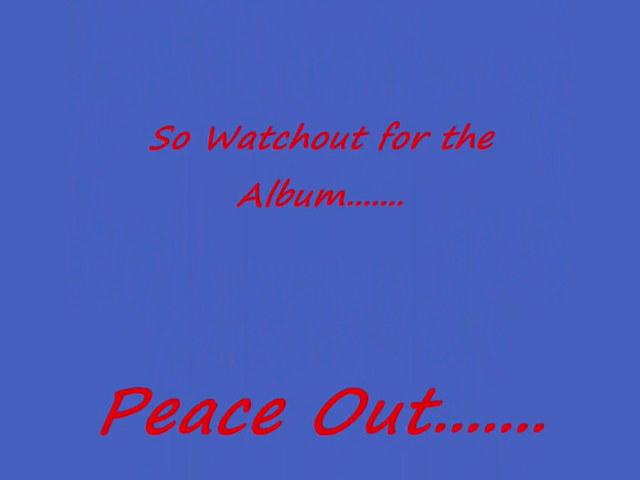 So Watchout for the
Album.......
Peace Out.......